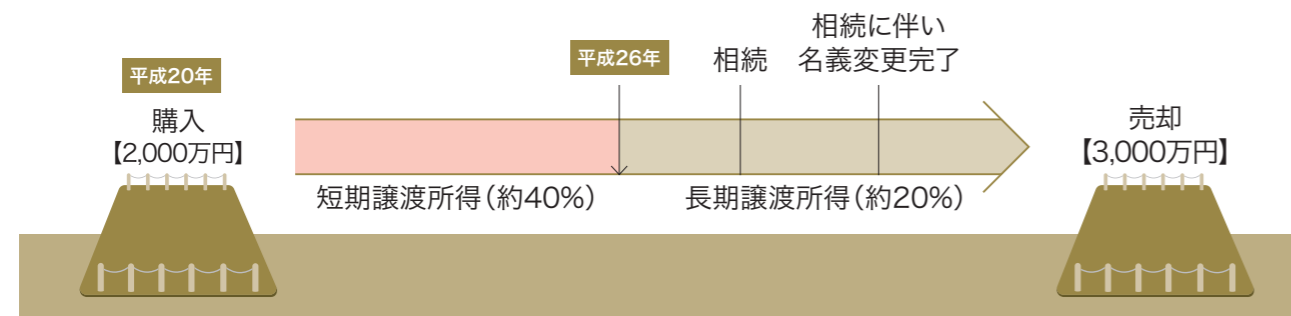 平成20年
購入
【2,000万円】
平成26年
相続
相続に伴い
名義変更完了
短期譲渡所得(約40%)
長期譲渡所得(約20%)
売却
【3,000万円】